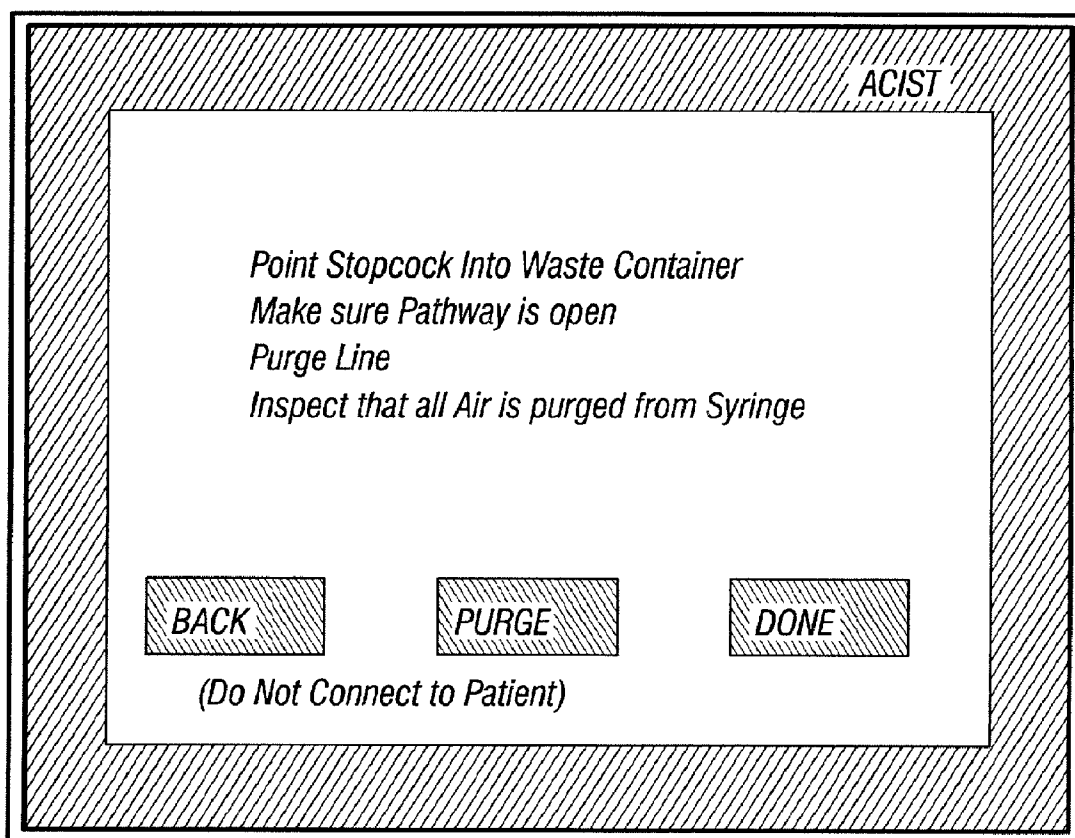 ACIST
Point Stopcock Into Waste Container
Make sure Pathway is open
Purge Line
Inspect that all Air is purged from Syringe
BACK PURGE DONE
(Do Not Connect to Patient)